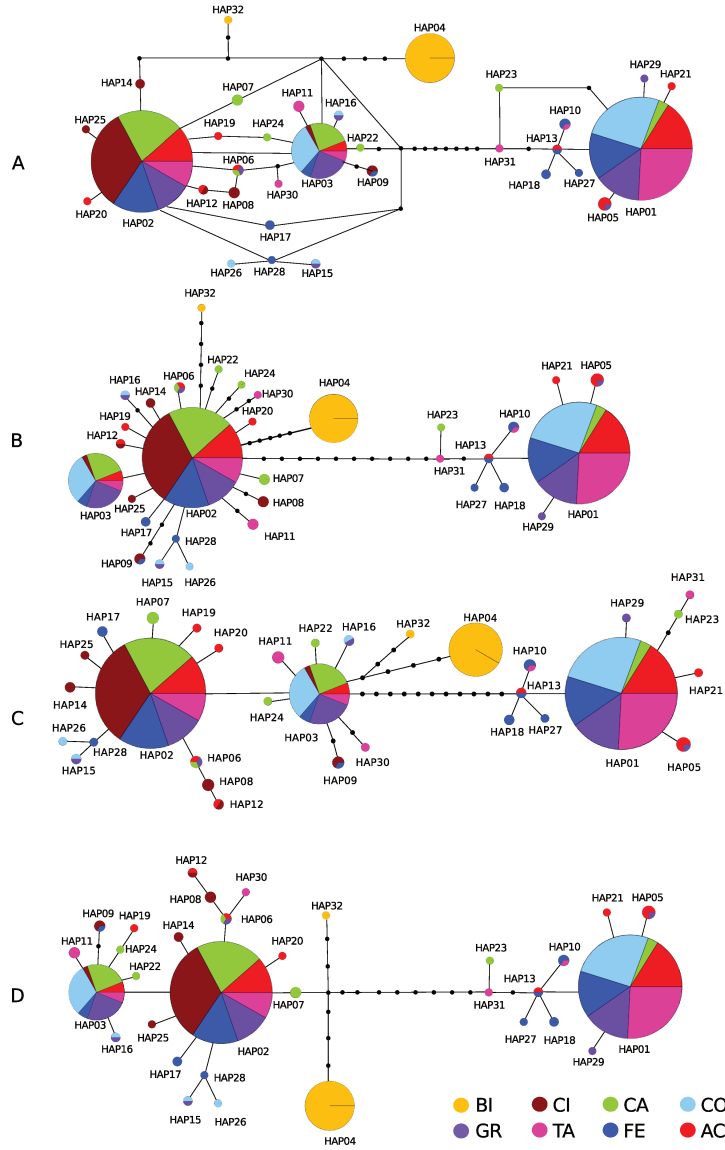 HAP32
HAP04
HAP14 HAP07 HAP23 HAP29 HAP21
HAP25 HAP19 HAP24 HAP11 HAP16 HAP22 HAP10
A HAP06 HAP13
HAP12 HAP08 HAP30 HAP03 HAP09 HAP31 HAP18 HAP27
HAP20 HAP02 HAP05 HAP01
HAP17
HAP26 HAP28 HAP15
HAP32
HAP16 HAP14 HAP06 HAP22 HAP24 HAP30 HAP04 HAP21 HAP05
HAP19 HAP20 HAP23 HAP10
B HAP12 HAP13
HAP31
HAP07
HAP03 HAP25 HAP02 HAP08 HAP27 HAP18 HAP01
HAP17 HAP11 HAP29
HAP09 HAP28
HAP15 HAP26
HAP31
HAP07 HAP19 HAP04 HAP29 HAP23
HAP17 HAP20 HAP11 HAP22 HAP16 HAP32
HAP25 HAP10
C HAP14 HAP13 HAP21
HAP26 HAP24 HAP18 HAP27
HAP28 HAP02 HAP06 HAP03 HAP30 HAP01 HAP05
HAP15 HAP08 HAP09
HAP12
HAP12 HAP30
HAP08 HAP32 HAP21 HAP05
HAP09 HAP19 HAP14 HAP06 HAP20
HAP11 HAP24 HAP23 HAP10
HAP22 HAP13
D HAP07 HAP31
HAP03 HAP25 HAP02 HAP27 HAP18 HAP01
HAP16 HAP17 HAP28 HAP29
HAP15 HAP26
HAP04
BI CI CA CO
GR TA FE AC